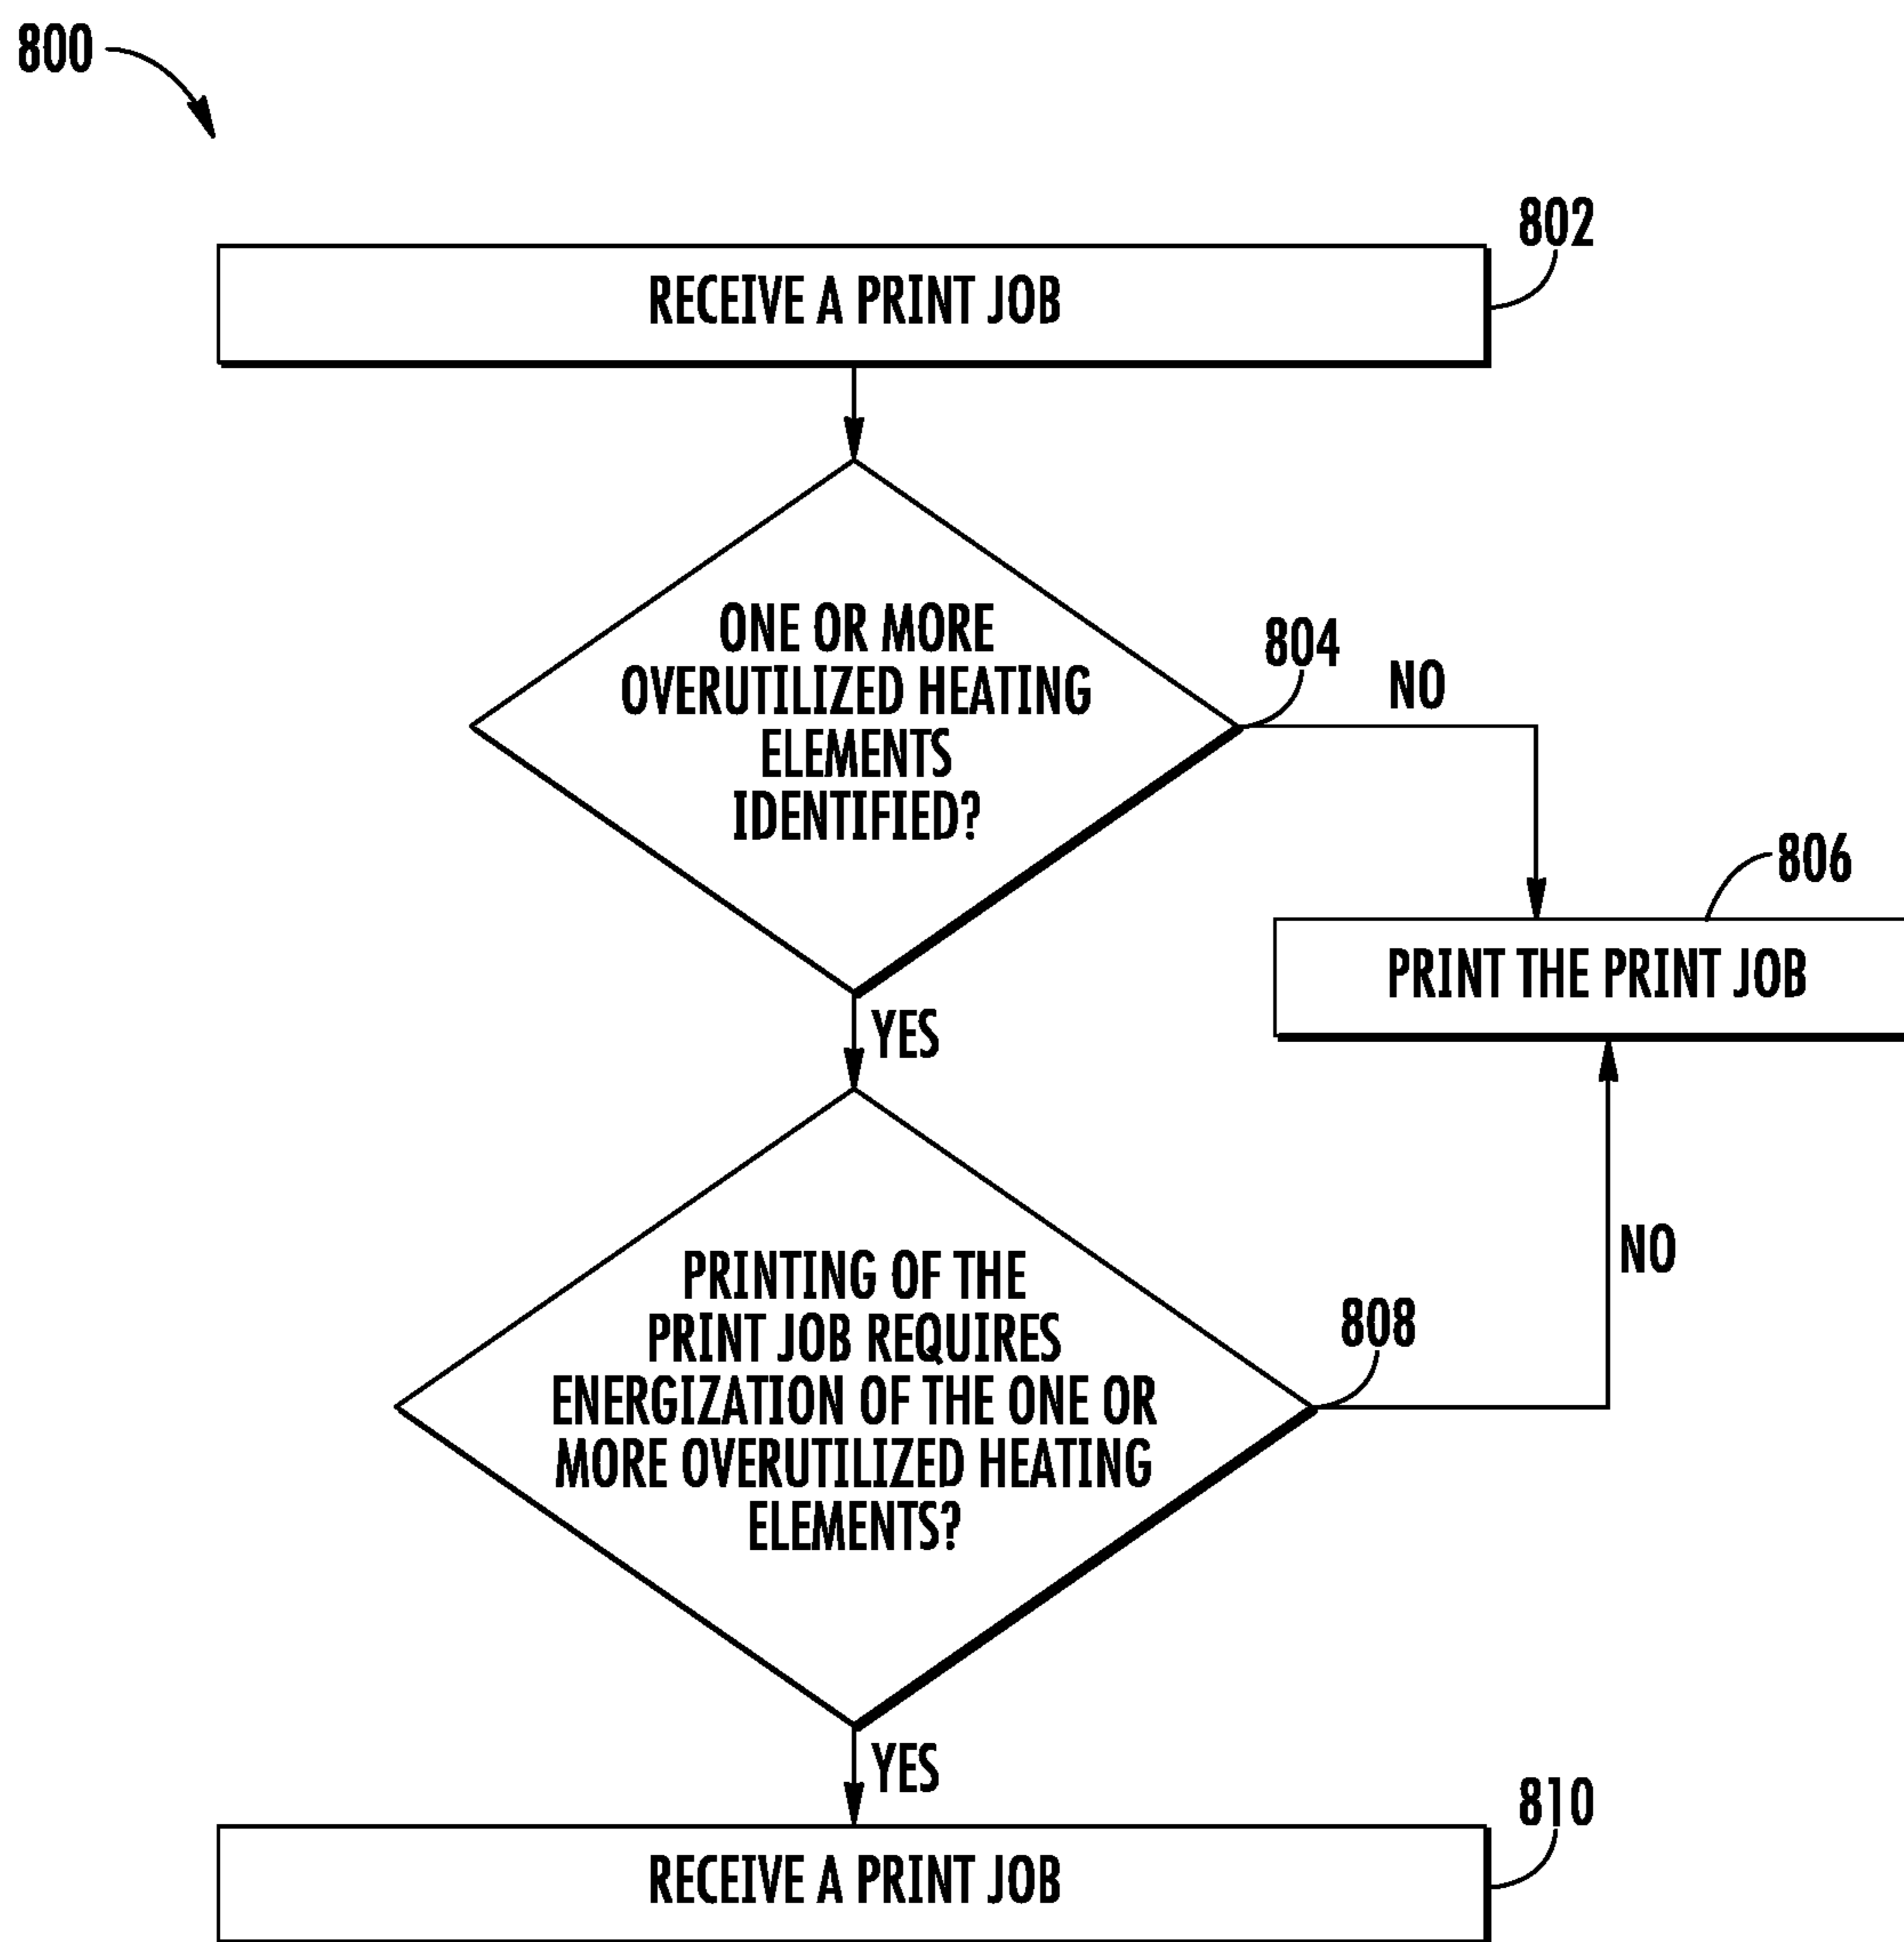 800
802
RECEIVE A PRINT JOB
ONE OR MORE
OVERUTILIZED HEATING
ELEMENTS
IDENTIFIED?
804
NO
806
PRINT THE PRINT JOB
YES
PRINTING OF THE
PRINT JOB REQUIRES
ENERGIZATION OF THE ONE OR
MORE OVERUTILIZED HEATING
ELEMENTS?
808
NO
YES
810
RECEIVE A PRINT JOB